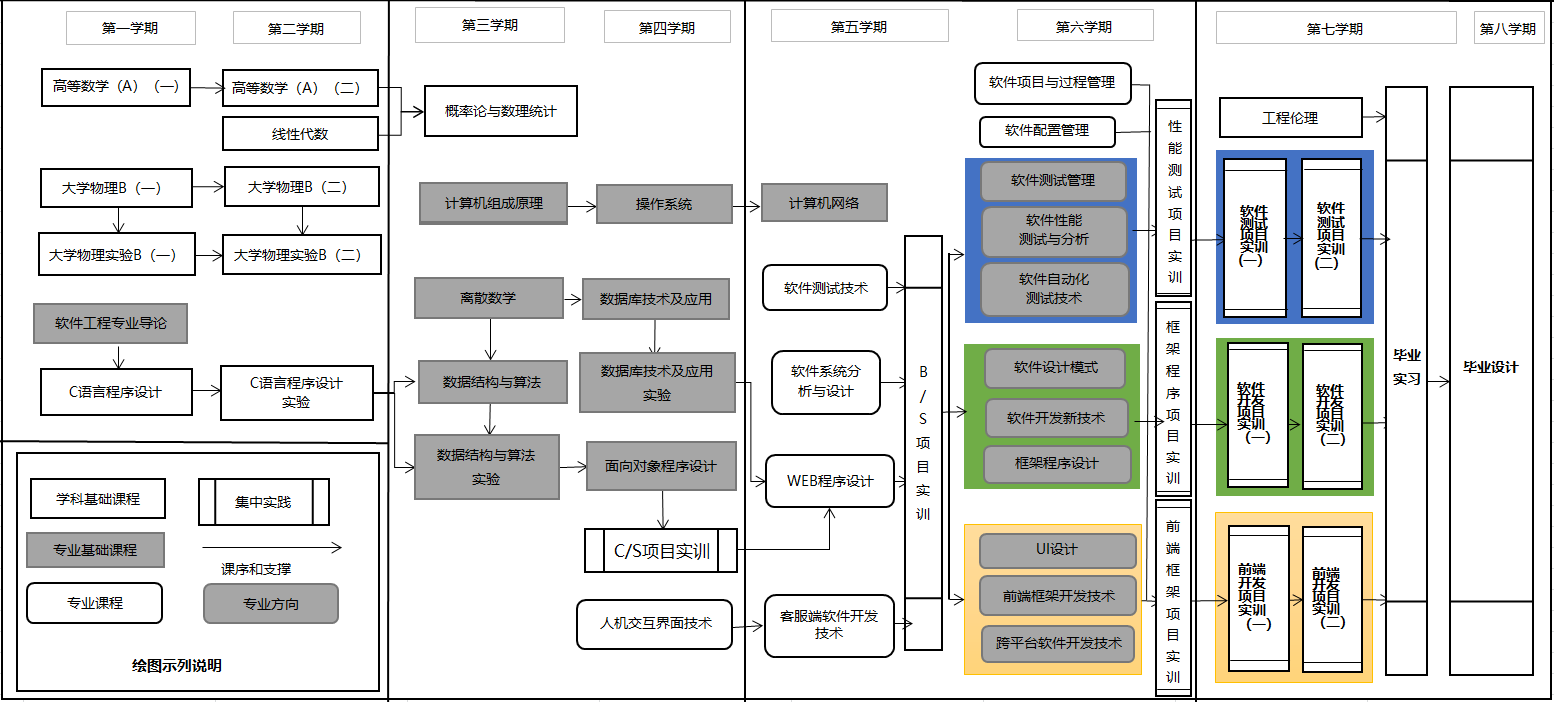 第一学期
第二学期
第三学期
第四学期
第五学期
第六学期
第七学期
第八学期
高等数学（A）（一）
高等数学（A）（二）
线性代数
概率论与数理统计
大学物理B（一）
大学物理B（二）
大学物理实验B（一）
大学物理实验B（二）
软件工程专业导论
C语言程序设计
C语言程序设计
实验
计算机组成原理
操作系统
计算机网络
离散数学
数据库技术及应用
数据结构与算法
数据库技术及应用
实验
数据结构与算法
实验
面向对象程序设计
C/S项目实训
人机交互界面技术
软件测试技术
软件系统分
析与设计
WEB程序设计
客服端软件开发
技术
B/S项目实训
软件项目与过程管理
软件配置管理
软件测试管理
软件性能
测试与分析
软件自动化
测试技术
软件设计模式
软件开发新技术
框架程序设计
UI设计
前端框架开发技术
跨平台软件开发技术
性能测试项目实训
框架程序项目实训
前端框架项目实训
工程伦理
软件
测试
项目
实训
(一)
软件
测试
项目
实训
(二)
软件
开发
项目
实训
（一）
软件
开发
项目
实训
（二）
前端
开发
项目
实训
（一）
前端
开发
项目
实训
（二）
毕业
实习
毕业设计
学科基础课程
集中实践
专业基础课程
课序和支撑
专业课程
专业方向
绘图示列说明